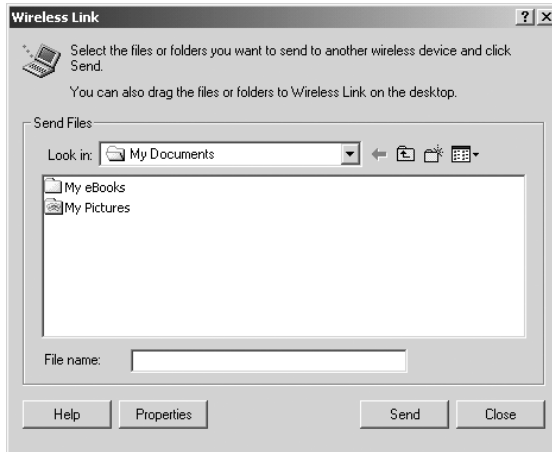 Wireless Link
Select the files or folders you want to send to another wireless device and click
Send.
You can also drag the files or folders to Wireless Link on the desktop.
Send Files
Look in: My Documents
My eBooks
My Pictures
File name:
Help Properties Send Close